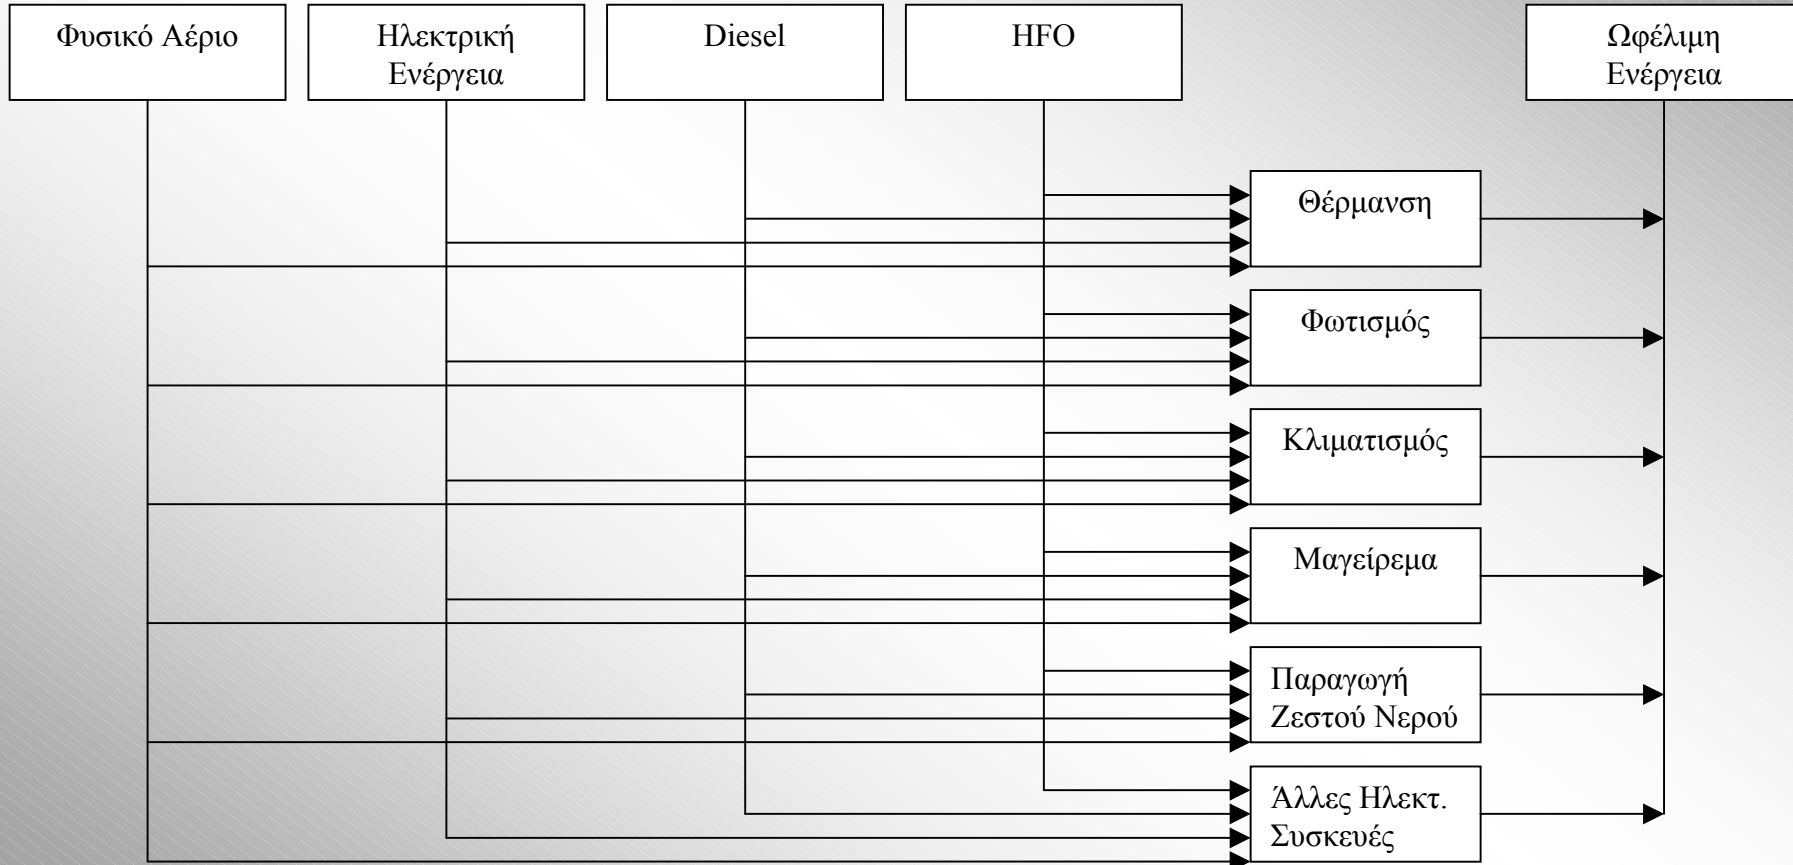 Φυσικό Αέριο
Ηλεκτρική
Ενέργεια
Diesel
HFO
Ωφέλιμη
Ενέργεια
Θέρμανση
Φωτισμός
Κλιματισμός
Μαγείρεμα
Παραγωγή
Ζεστού Νερού
Άλλες Ηλεκτ.
Συσκευές